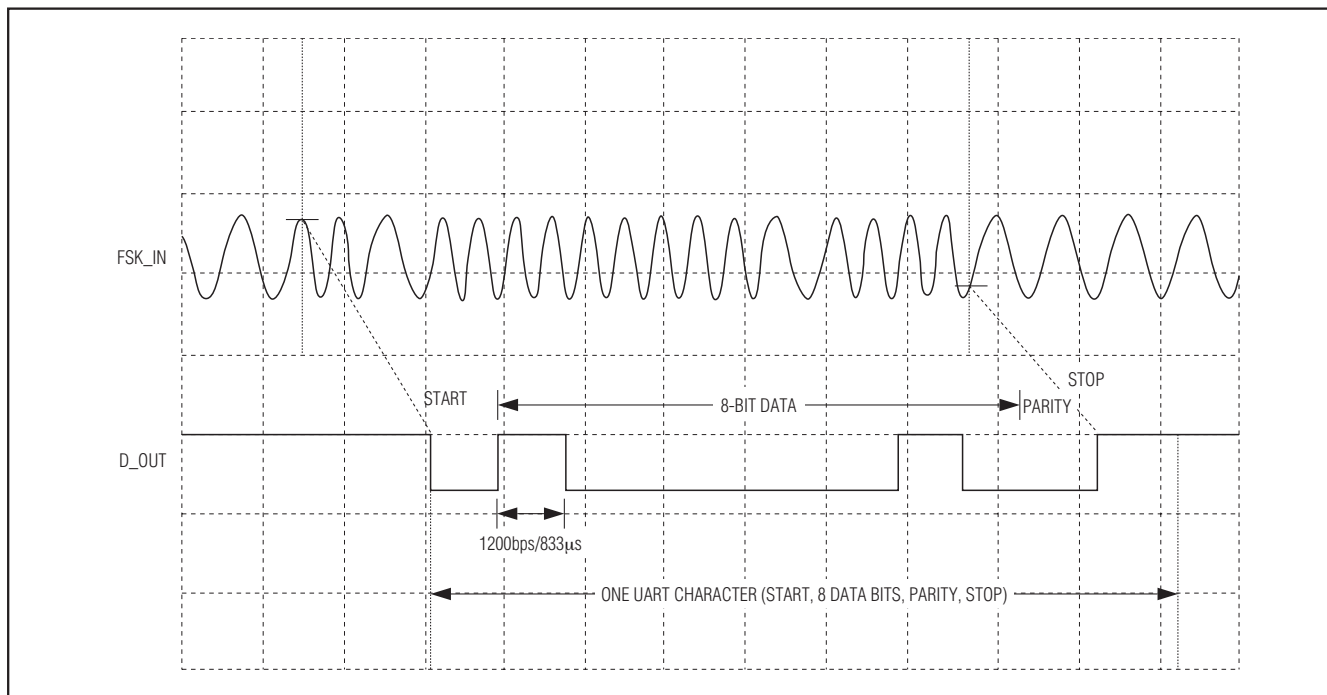 FSK_IN
START
8-BIT DATA
STOP
PARITY
D_OUT
1200bps/833µs
ONE UART CHARACTER (START, 8 DATA BITS, PARITY, STOP)